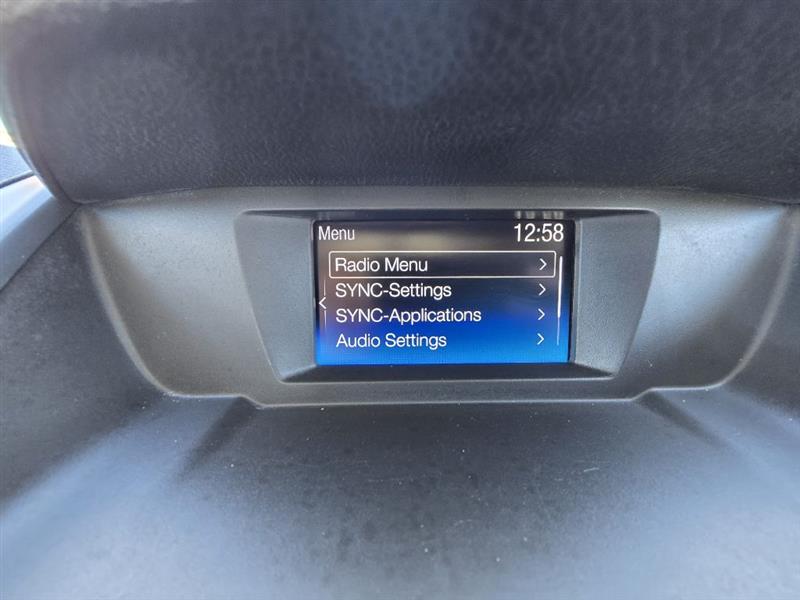 Menu 12:58
Radio Menu
SYNC-Settings
SYNC-Applications
Audio Settings